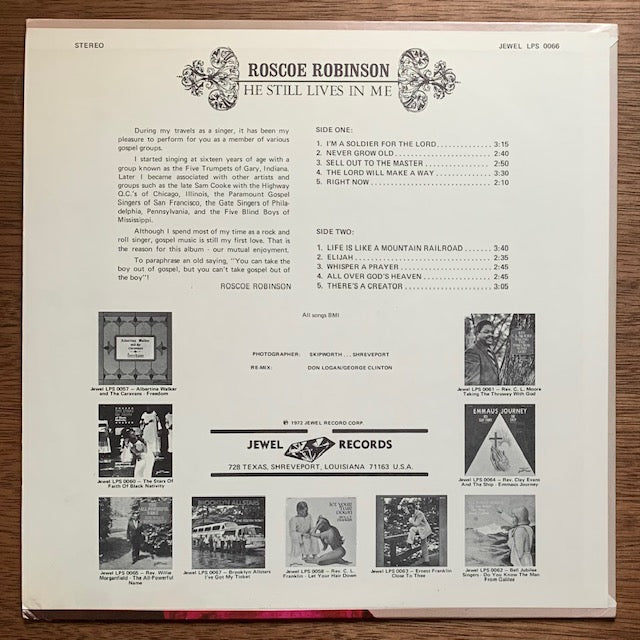 STEREO
JEWEL LPS 0066
ROSCOE ROBINSON
HE STILL LIVES IN ME
During my travels as a singer, it has been my
pleasure to perform for you as a member of various
gospel groups.
I started singing at sixteen years of age with a
group known as the Five Trumpets of Gary, Indiana.
Later I became associated with other artists and
groups such as the late Sam Cooke with the Highway
Q.C.'s of Chicago, Illinois, the Paramount Gospel
Singers of San Francisco, the Gate Singers of Phila-
delphia, Pennsylvania, and the Five Blind Boys of
Mississippi.
Although I spend most of my time as a rock and
roll singer, gospel music is still my first love. That is
the reason for this album - our mutual enjoyment.
To paraphrase an old saying, "You can take the
boy out of gospel, but you can't take gospel out of
the boy"!
ROSCOE ROBINSON
SIDE ONE:
1. I'M A SOLDIER FOR THE LORD.............. 3:15
2. NEVER GROW OLD......................... 2:40
3. SELL OUT TO THE MASTER ................ 2:50
4. THE LORD WILL MAKE A WAY .............. 3:30
5. RIGHT NOW.............................. 2:10
SIDE TWO:
1. LIFE IS LIKE A MOUNTAIN RAILROAD ....... 3:40
2. ELIJAH................................. 2:35
3. WHISPER A PRAYER....................... 2:45
4. ALL OVER GOD'S HEAVEN.................. 2:45
5. THERE'S A CREATOR...................... 3:05
All songs BMI
PHOTOGRAPHER: SKIPWORTH . . . SHREVEPORT
RE-MIX: DON LOGAN/GEORGE CLINTON
℗ 1972 JEWEL RECORD CORP.
JEWEL RECORDS
728 TEXAS, SHREVEPORT, LOUISIANA 71163 U.S.A.
Jewel LPS 0057 – Albertina Walker
and The Caravans - Freedom
Jewel LPS 0061 – Rev. C. L. Moore
Taking The Throwey With God
Jewel LPS 0060 – The Stars Of
Faith Of Black Nativity
EMMAUS JOURNEY
Jewel LPS 0064 – Rev. Clay Evans
And The Ship - Emmaus Journey
Jewel LPS 0065 – Rev. Willie
Morganfield - The All-Powerful
Name
BROOKLYN ALLSTARS
Jewel LPS 0067 – Brooklyn Allstars
I've Got My Ticket
let your
hair
down
Jewel LPS 0058 – Rev. C. L.
Franklin - Let Your Hair Down
Jewel LPS 0063 – Ernest Franklin
Close To Thee
Jewel LPS 0062 – Bell Jubilee
Singers - Do You Know The Man
From Galilee